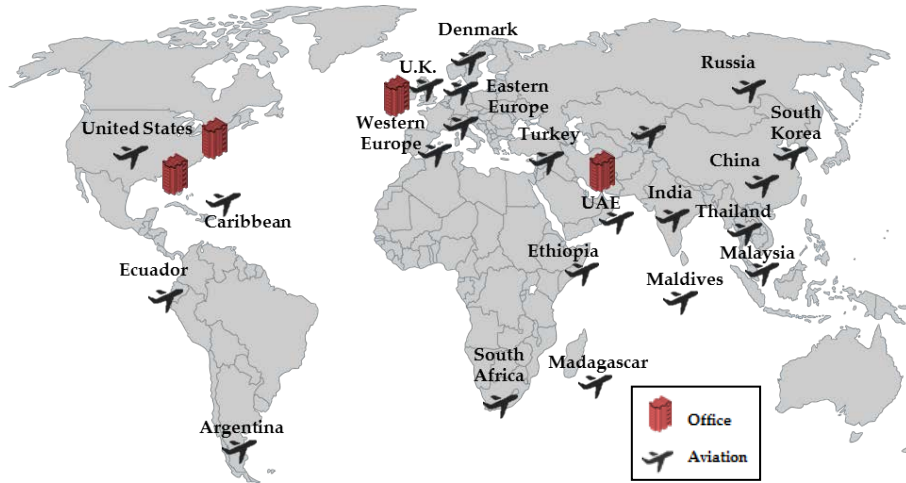 Denmark
U.K.
Russia
Eastern
Europe
South
Korea
United States
Western
Europe
Turkey
China
UAE
India
Thailand
Caribbean
Ethiopia
Malaysia
Ecuador
Maldives
South
Africa
Madagascar
Argentina
Office
Aviation